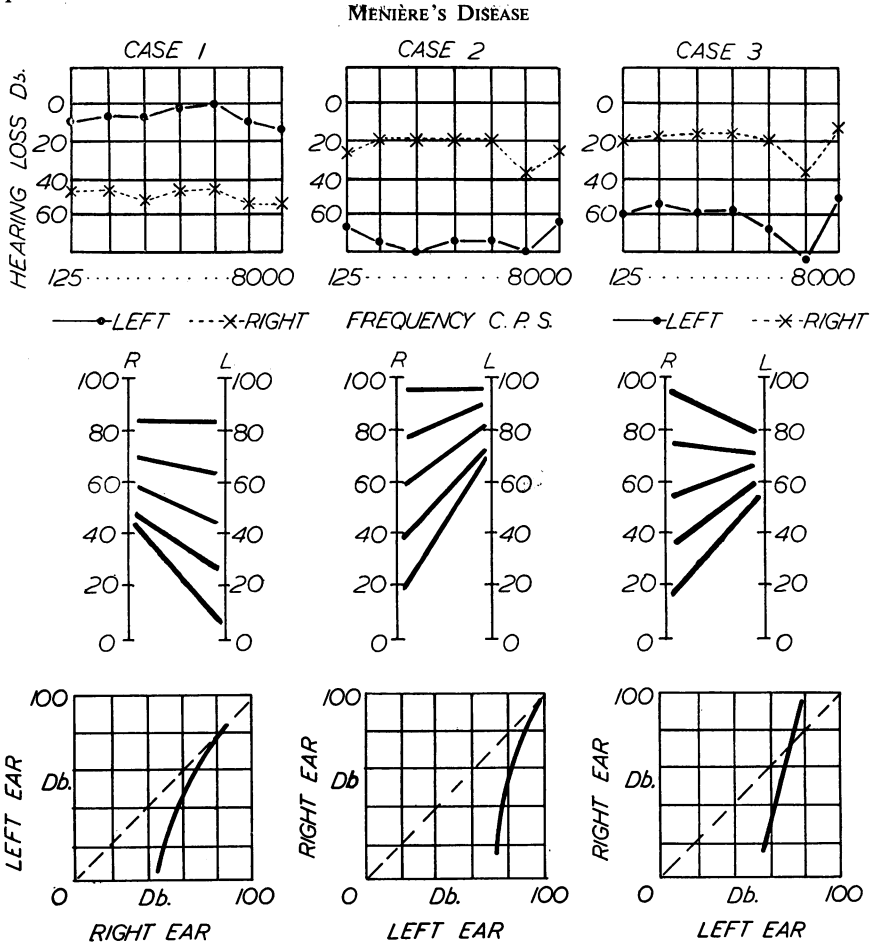 MENIÈRE'S DISEASE
CASE 1 CASE 2 CASE 3
HEARING LOSS Db.
0 0 0
20 20 20
40 40 40
60 60 60
125 8000 125 8000 125 8000
LEFT RIGHT FREQUENCY C.P.S. LEFT RIGHT
R L R L R L
100 100 100 100 100 100
80 80 80 80 80 80
60 60 60 60 60 60
40 40 40 40 40 40
20 20 20 20 20 20
0 0 0 0 0 0
100 100 100
LEFT EAR Db. RIGHT EAR Db RIGHT EAR Db.
0 Db. 100 0 Db. 100 0 Db. 100
RIGHT EAR LEFT EAR LEFT EAR